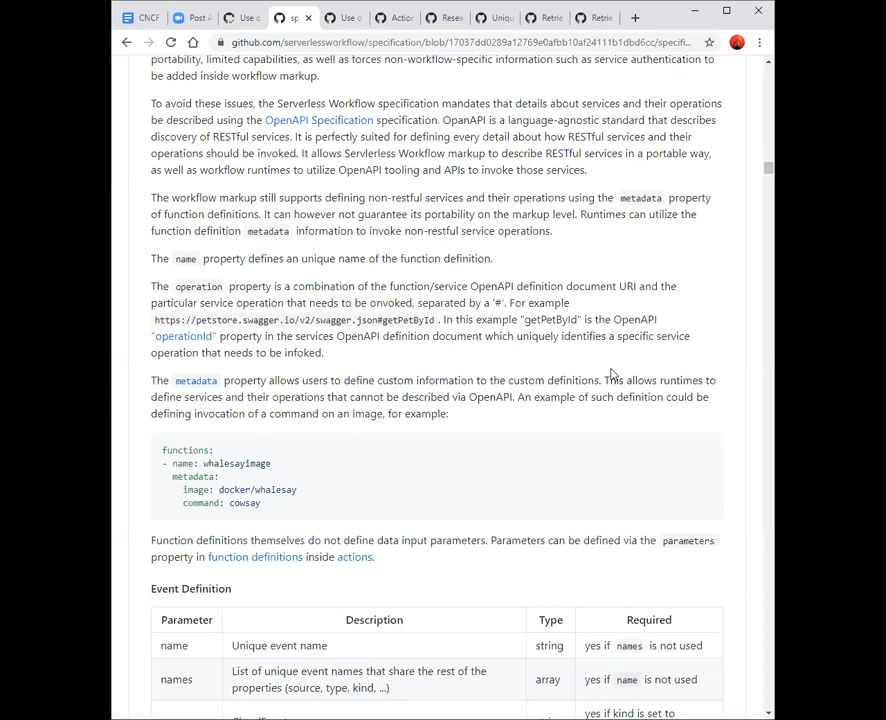 CNCF
Post A
Use o
sp
Use o
Action
Resea
Uniqu
Retrie
Retrie
github.com/serverlessworkflow/specification/blob/17037dd0289a12769e0afbb10af24111b1dbd6cc/specifi...
portability, limited capabilities, as well as forces non-workflow-specific information such as service authentication to
be added inside workflow markup.
To avoid these issues, the Serverless Workflow specification mandates that details about services and their operations
be described using the OpenAPI Specification specification. OpanAPI is a language-agnostic standard that describes
discovery of RESTful services. It is perfectly suited for defining every detail about how RESTful services and their
operations should be invoked. It allows Servlerless Workflow markup to describe RESTful services in a portable way,
as well as workflow runtimes to utilize OpenAPI tooling and APIs to invoke those services.
The workflow markup still supports defining non-restful services and their operations using the metadata property
of function definitions. It can however not guarantee its portability on the markup level. Runtimes can utilize the
function definition metadata information to invoke non-restful service operations.
The name property defines an unique name of the function definition.
The operation property is a combination of the function/service OpenAPI definition document URI and the
particular service operation that needs to be onvoked, separated by a '#'. For example
https://petstore.swagger.io/v2/swagger.json#getPetById . In this example "getPetById" is the OpenAPI
"operationId" property in the services OpenAPI definition document which uniquely identifies a specific service
operation that needs to be infoked.
The metadata property allows users to define custom information to the custom definitions. This allows runtimes to
define services and their operations that cannot be described via OpenAPI. An example of such definition could be
defining invocation of a command on an image, for example:
functions:
- name: whalesayimage
metadata:
image: docker/whalesay
command: cowsay
Function definitions themselves do not define data input parameters. Parameters can be defined via the parameters
property in function definitions inside actions.
Event Definition
Parameter Description Type Required
name Unique event name string yes if names is not used
names List of unique event names that share the rest of the properties (source, type, kind, ...) array yes if name is not used
yes if kind is set to